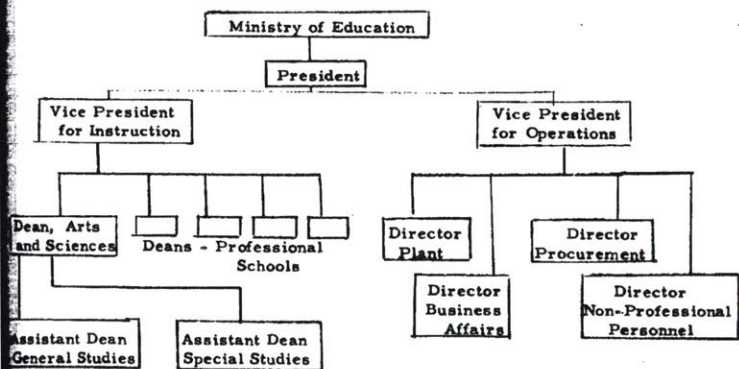 Ministry of Education
President
Vice President
for Instruction
Vice President
for Operations
Dean, Arts
and Sciences
Deans - Professional
Schools
Director
Plant
Director
Procurement
Director
Business
Affairs
Director
Non-Professional
Personnel
Assistant Dean
General Studies
Assistant Dean
Special Studies